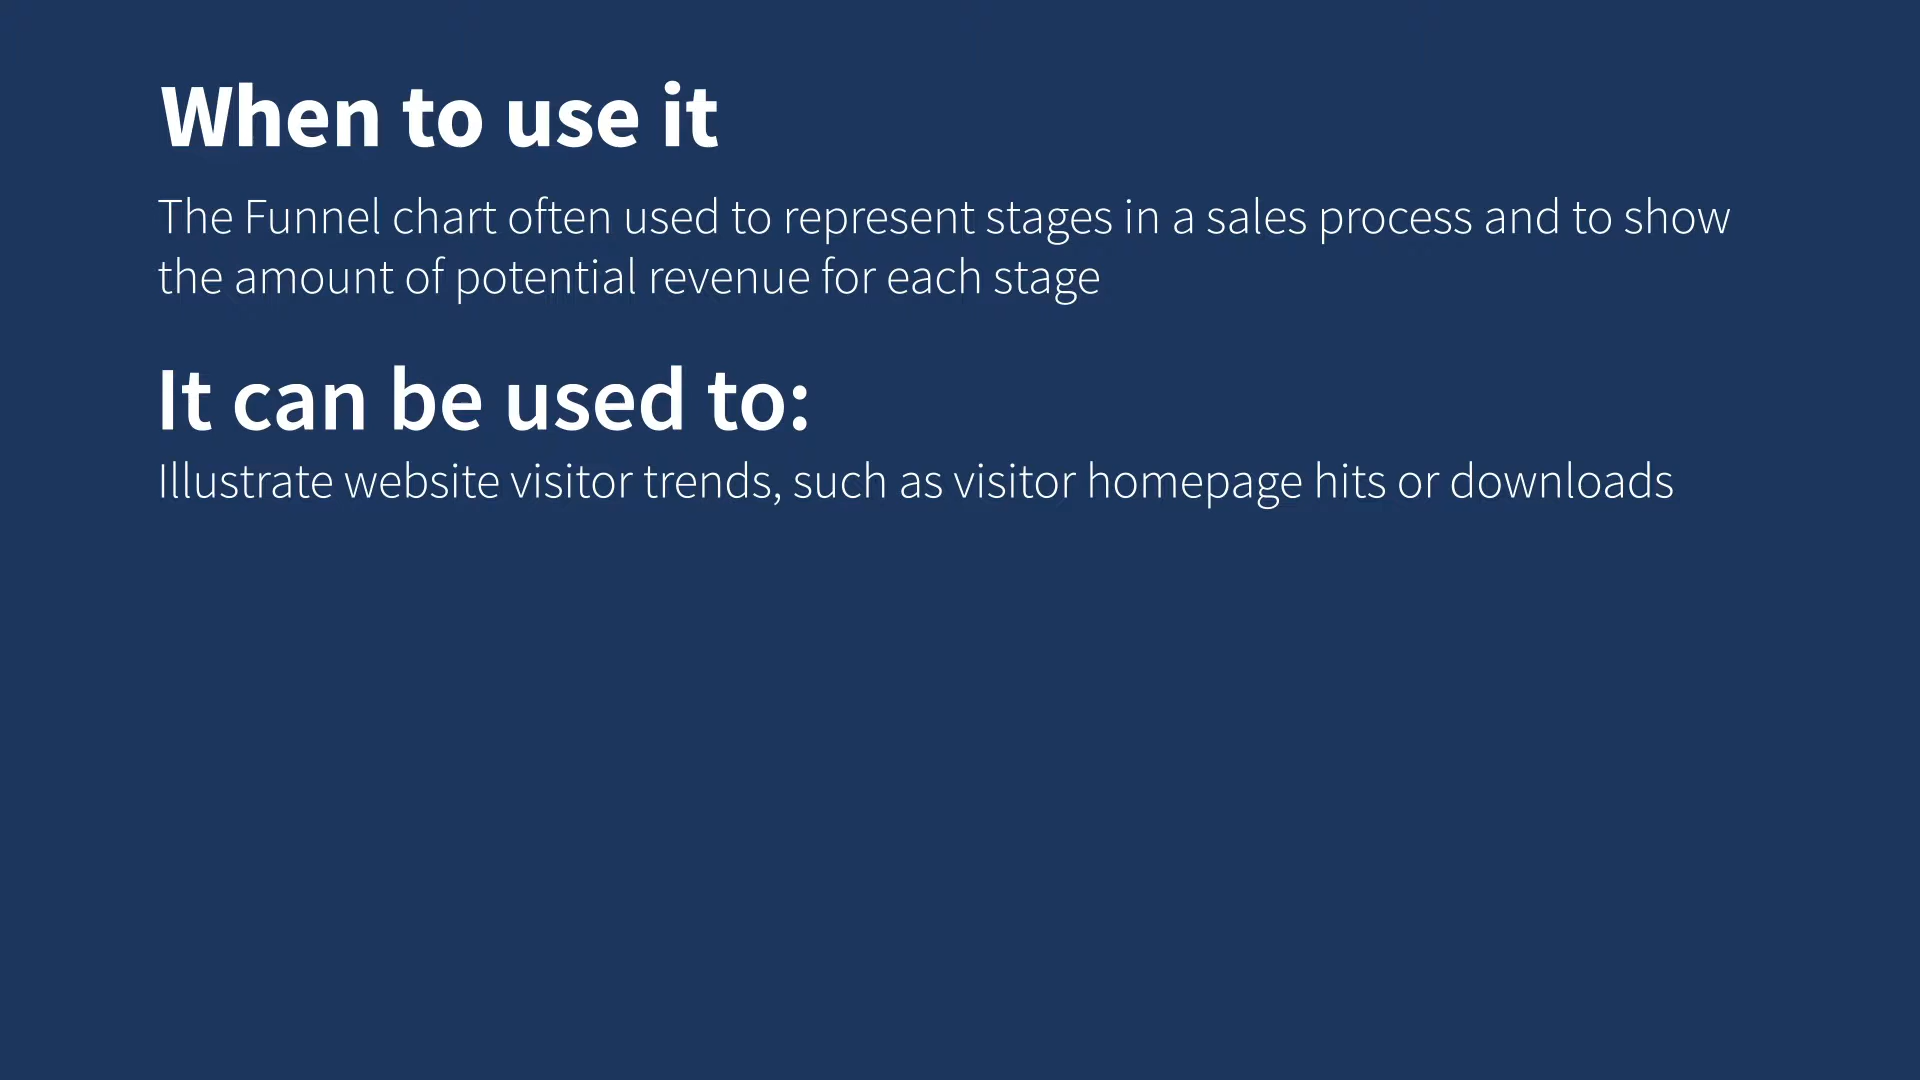 When to use it
The Funnel chart often used to represent stages in a sales process and to show
the amount of potential revenue for each stage
It can be used to:
Illustrate website visitor trends, such as visitor homepage hits or downloads